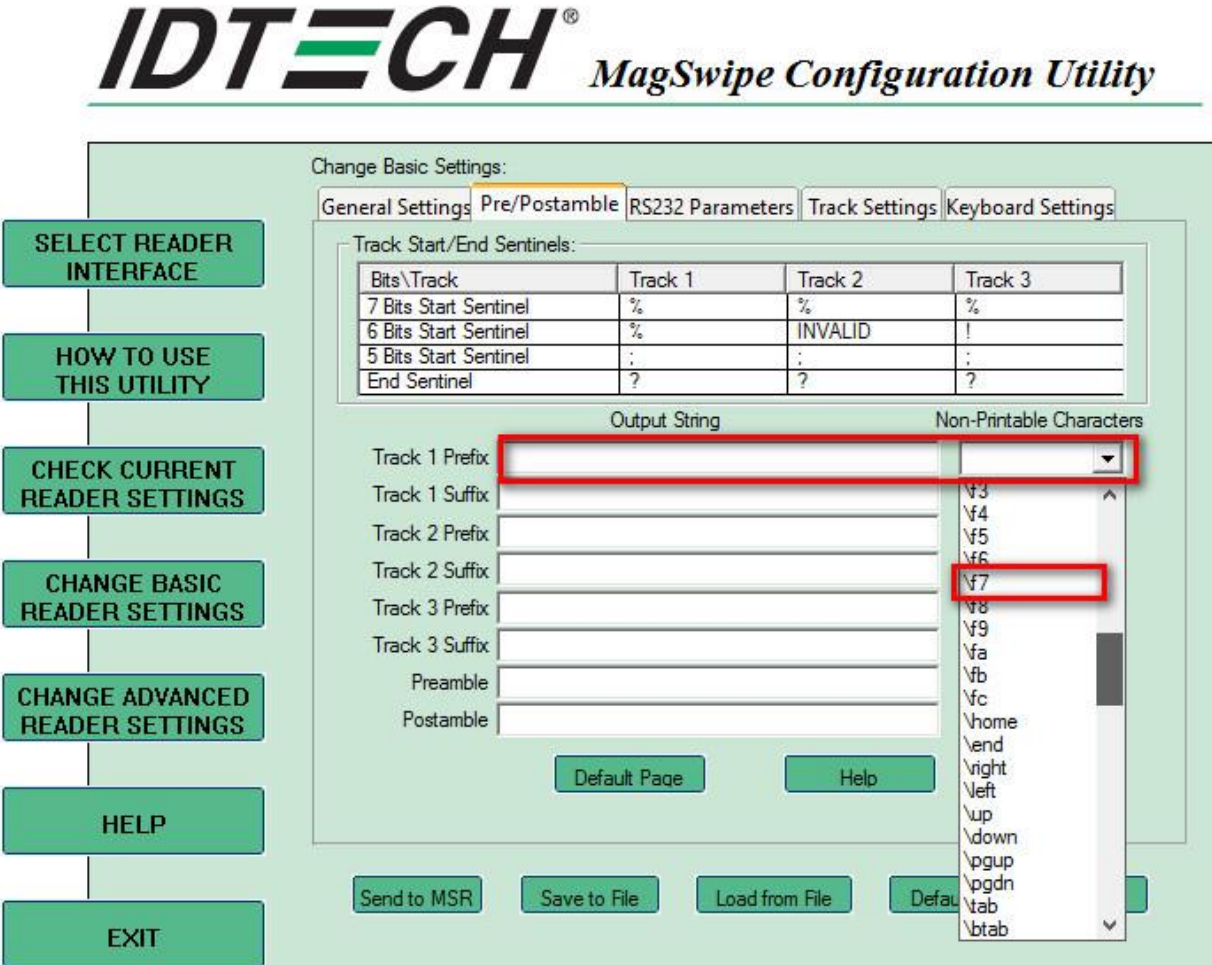 IDTECH®
MagSwipe Configuration Utility
Change Basic Settings:
General Settings Pre/Postamble RS232 Parameters Track Settings Keyboard Settings
SELECT READER
INTERFACE
HOW TO USE
THIS UTILITY
CHECK CURRENT
READER SETTINGS
CHANGE BASIC
READER SETTINGS
CHANGE ADVANCED
READER SETTINGS
HELP
EXIT
Track Start/End Sentinels:
Bits\Track Track 1 Track 2 Track 3
7 Bits Start Sentinel % % %
6 Bits Start Sentinel % INVALID !
5 Bits Start Sentinel ; ; ;
End Sentinel ? ? ?
Output String Non-Printable Characters
Track 1 Prefix
Track 1 Suffix
Track 2 Prefix
Track 2 Suffix
Track 3 Prefix
Track 3 Suffix
Preamble
Postamble
\f3
\f4
\f5
\f6
\f7
\f8
\f9
\fa
\fb
\fc
\home
\end
\right
\left
\up
\down
\pgup
\pgdn
\tab
\btab
Default Page Help
Send to MSR Save to File Load from File Defau